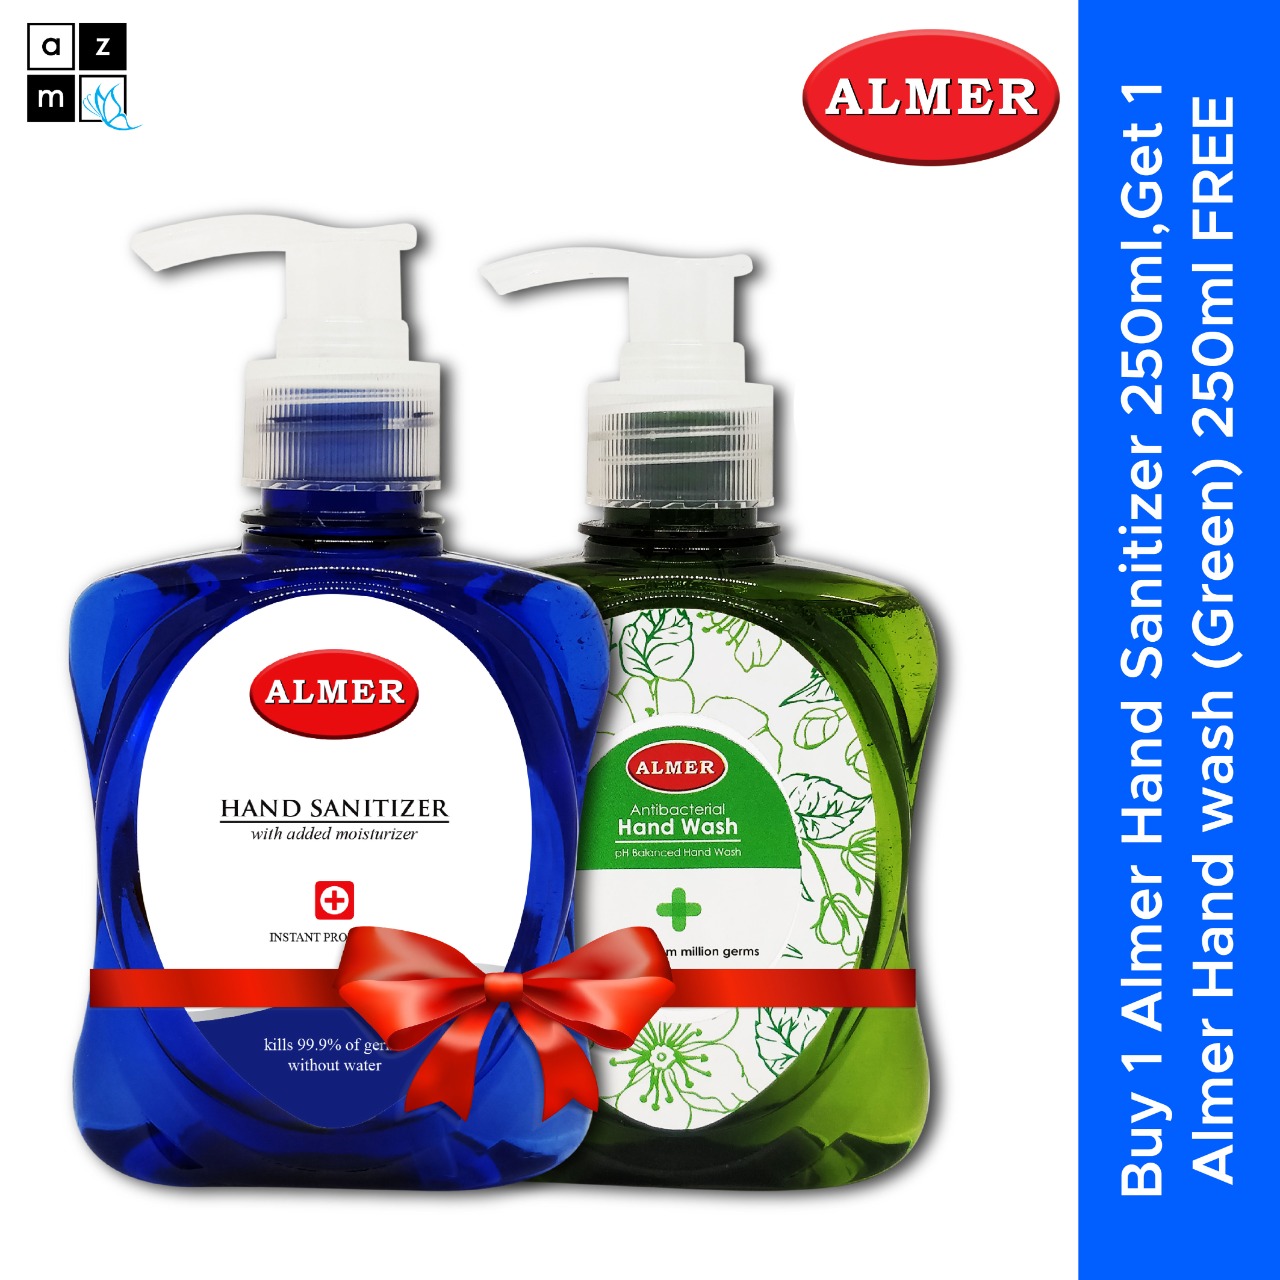 a z
m
ALMER
Buy 1 Almer Hand Sanitizer 250ml,Get 1
Almer Hand wash (Green) 250ml FREE
ALMER
HAND SANITIZER
with added moisturizer
INSTANT
kills 99.9% of
without water
ALMER
Antibacterial
Hand Wash
pH Balanced Hand Wash
million germs